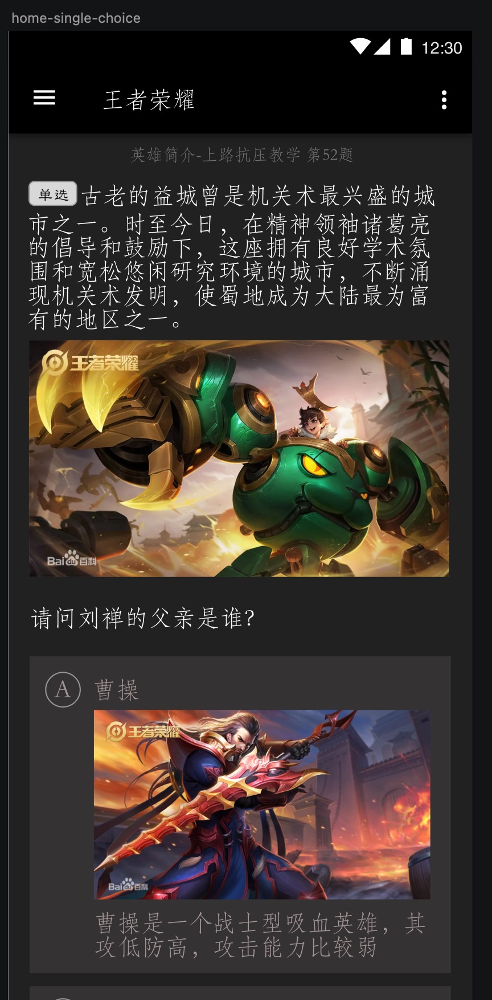 home-single-choice
12:30
王者荣耀
英雄简介-上路抗压教学 第52题
单选 古老的益城曾是机关术最兴盛的城
市之一。时至今日，在精神领袖诸葛亮
的倡导和鼓励下，这座拥有良好学术氛
围和宽松悠闲研究环境的城市，不断涌
现机关术发明，使蜀地成为大陆最为富
有的地区之一。
王者荣耀
Bai du 百科
请问刘禅的父亲是谁？
A 曹操
王者荣耀
Bai du 百科
曹操是一个战士型吸血英雄，其
攻低防高，攻击能力比较弱